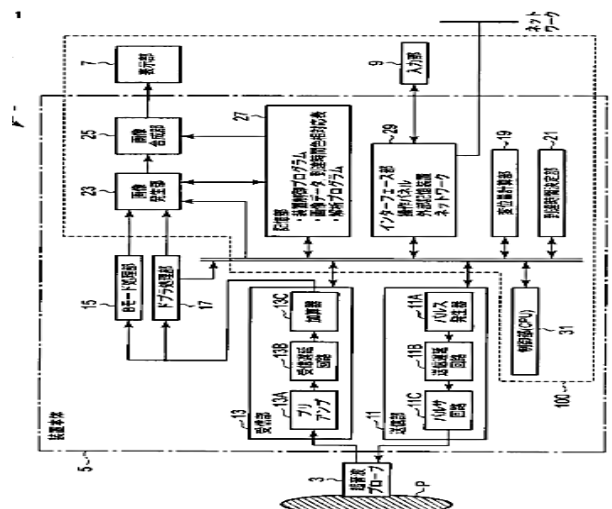 1
5
装置本体
3
超音波
プローブ
P
13
受信部
13A
プリ
アンプ
13B
受信遅延
回路
13C
加算器
11
送信部
11C
パルサ
回路
11B
送信遅延
回路
11A
パルス
発生器
15
Bモード処理部
17
ドプラ処理部
23
画像
発生部
25
画像
合成部
7
表示部
27
記憶部
・装置制御プログラム
・画像データ,到達時間色相対応表
・解析プログラム
29
インターフェース部
操作パネル
外部記憶装置
ネットワーク
9
入力部
ネット
ワーク
19
変位量計算部
21
到達時間決定部
31
制御部(CPU)
100